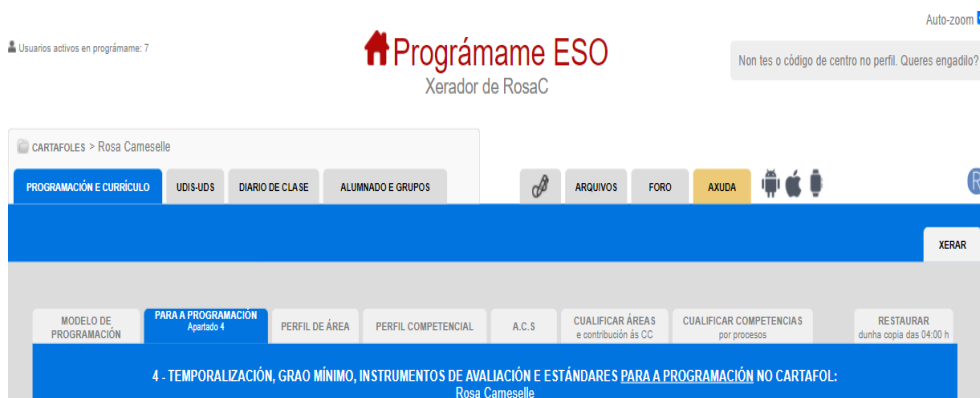 Auto-zoom
Usuarios activos en prográmame: 7
Prográmame ESO
Xerador de RosaC
Non tes o código de centro no perfil. Queres engadilo?
CARTAFOLES > Rosa Cameselle
PROGRAMACIÓN E CURRÍCULO UDIS-UDS DIARIO DE CLASE ALUMNADO E GRUPOS ARQUIVOS FORO AXUDA R
XERAR
MODELO DE PROGRAMACIÓN
PARA A PROGRAMACIÓN
Apartado 4
PERFIL DE ÁREA
PERFIL COMPETENCIAL
A.C.S
CUALIFICAR ÁREAS
e contribución ás CC
CUALIFICAR COMPETENCIAS
por procesos
RESTAURAR
dunha copia das 04:00 h
4 - TEMPORALIZACIÓN, GRAO MÍNIMO, INSTRUMENTOS DE AVALIACIÓN E ESTÁNDARES PARA A PROGRAMACIÓN NO CARTAFOL:
Rosa Cameselle